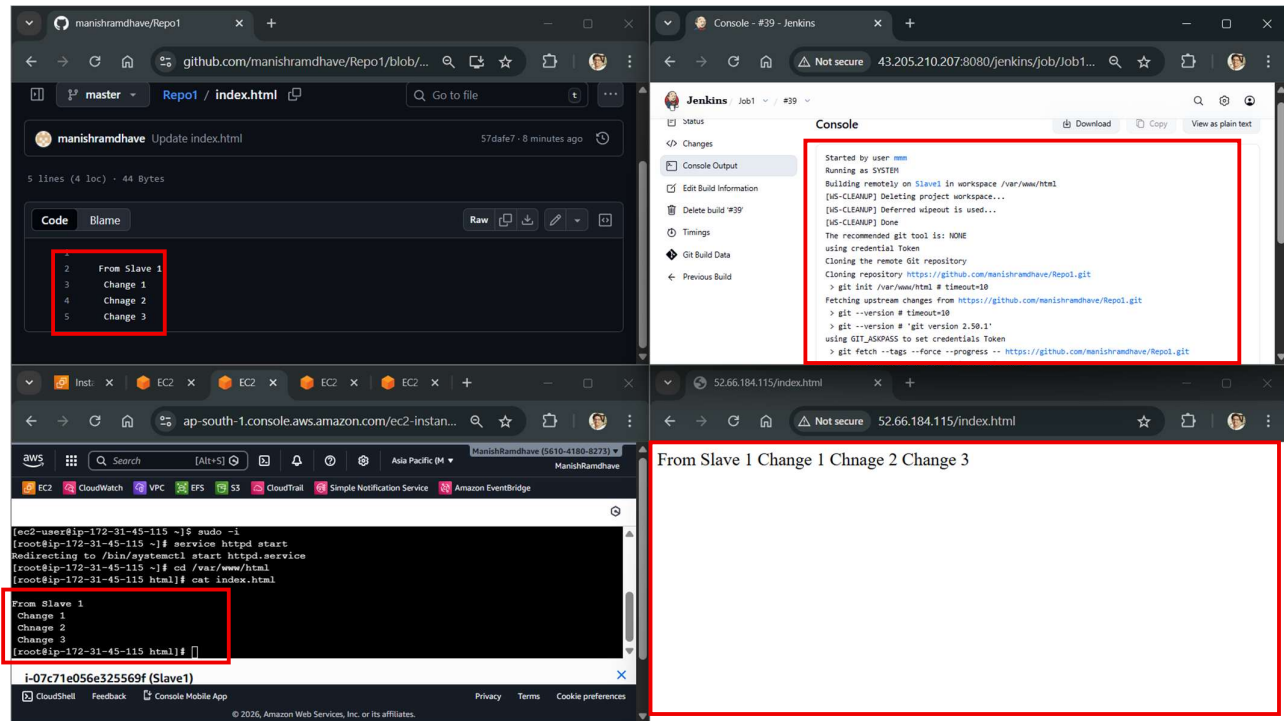 manishramdhave/Repo1
github.com/manishramdhave/Repo1/blob/...
master
Repo1 / index.html
Go to file
t
manishramdhave Update index.html
57dafe7 · 8 minutes ago
5 lines (4 loc) · 44 Bytes
Code
Blame
Raw
1
2 From Slave 1
3 Change 1
4 Chnage 2
5 Change 3
Console - #39 - Jenkins
Not secure 43.205.210.207:8080/jenkins/job/Job1...
Jenkins / Job1 / #39
Status
Changes
Console Output
Edit Build Information
Delete build '#39'
Timings
Git Build Data
Previous Build
Console
Download
Copy
View as plain text
Started by user mmm
Running as SYSTEM
Building remotely on Slave1 in workspace /var/www/html
[WS-CLEANUP] Deleting project workspace...
[WS-CLEANUP] Deferred wipeout is used...
[WS-CLEANUP] Done
The recommended git tool is: NONE
using credential Token
Cloning the remote Git repository
Cloning repository https://github.com/manishramdhave/Repo1.git
> git init /var/www/html # timeout=10
Fetching upstream changes from https://github.com/manishramdhave/Repo1.git
> git --version # timeout=10
> git --version # 'git version 2.50.1'
using GIT_ASKPASS to set credentials Token
> git fetch --tags --force --progress -- https://github.com/manishramdhave/Repo1.git
Inst
EC2
EC2
EC2
EC2
ap-south-1.console.aws.amazon.com/ec2-instan...
aws
Search
[Alt+S]
Asia Pacific (M
ManishRamdhave (5610-4180-8273)
ManishRamdhave
EC2
CloudWatch
VPC
EFS
S3
CloudTrail
Simple Notification Service
Amazon EventBridge
[ec2-user@ip-172-31-45-115 ~]$ sudo -i
[root@ip-172-31-45-115 ~]# service httpd start
Redirecting to /bin/systemctl start httpd.service
[root@ip-172-31-45-115 ~]# cd /var/www/html
[root@ip-172-31-45-115 html]# cat index.html
From Slave 1
Change 1
Chnage 2
Change 3
[root@ip-172-31-45-115 html]#
i-07c71e056e325569f (Slave1)
CloudShell
Feedback
Console Mobile App
Privacy
Terms
Cookie preferences
© 2026, Amazon Web Services, Inc. or its affiliates.
52.66.184.115/index.html
Not secure 52.66.184.115/index.html
From Slave 1 Change 1 Chnage 2 Change 3